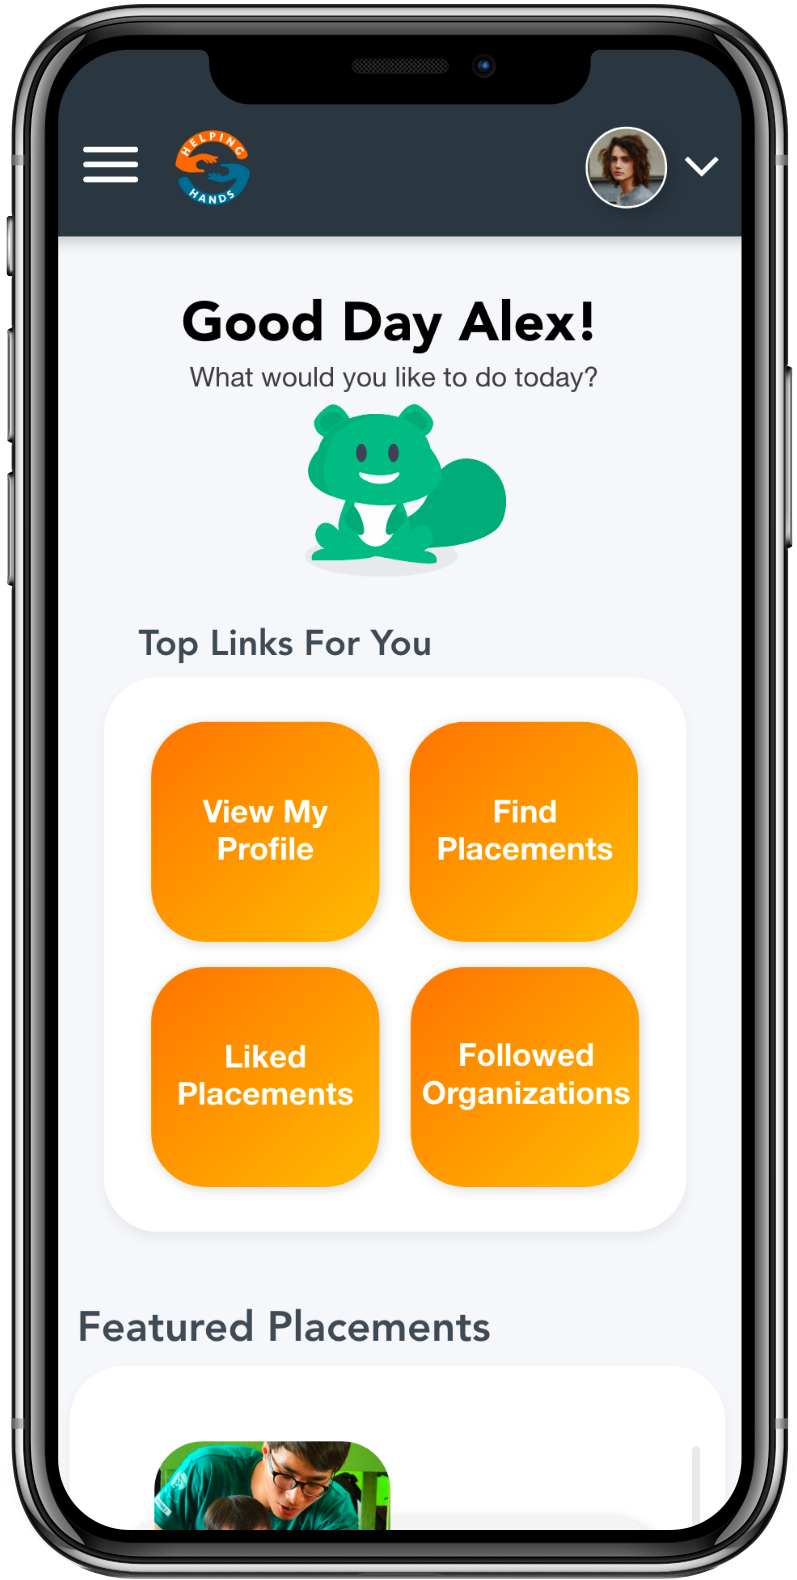 HELPING
HANDS
Good Day Alex!
What would you like to do today?
Top Links For You
View My
Profile
Find
Placements
Liked
Placements
Followed
Organizations
Featured Placements